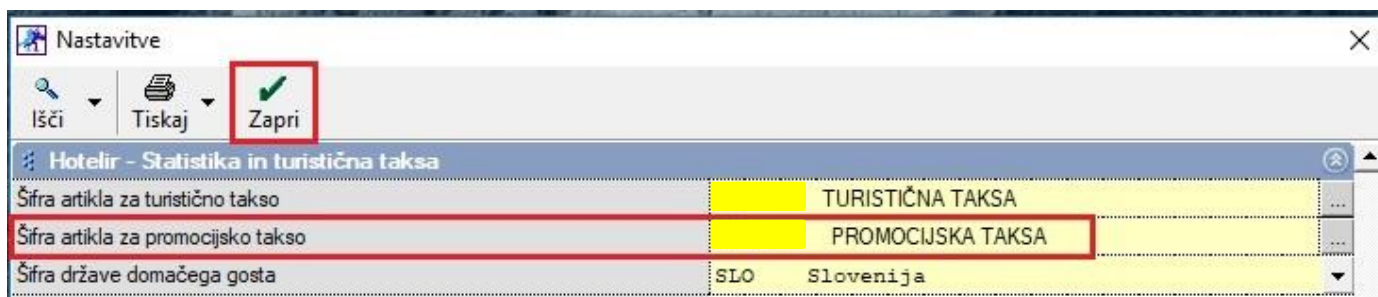 Nastavitve
Išči Tiskaj Zapri
Hotelir - Statistika in turistična taksa
Šifra artikla za turistično takso TURISTIČNA TAKSA ...
Šifra artikla za promocijsko takso PROMOCIJSKA TAKSA ...
Šifra države domačega gosta SLO Slovenija